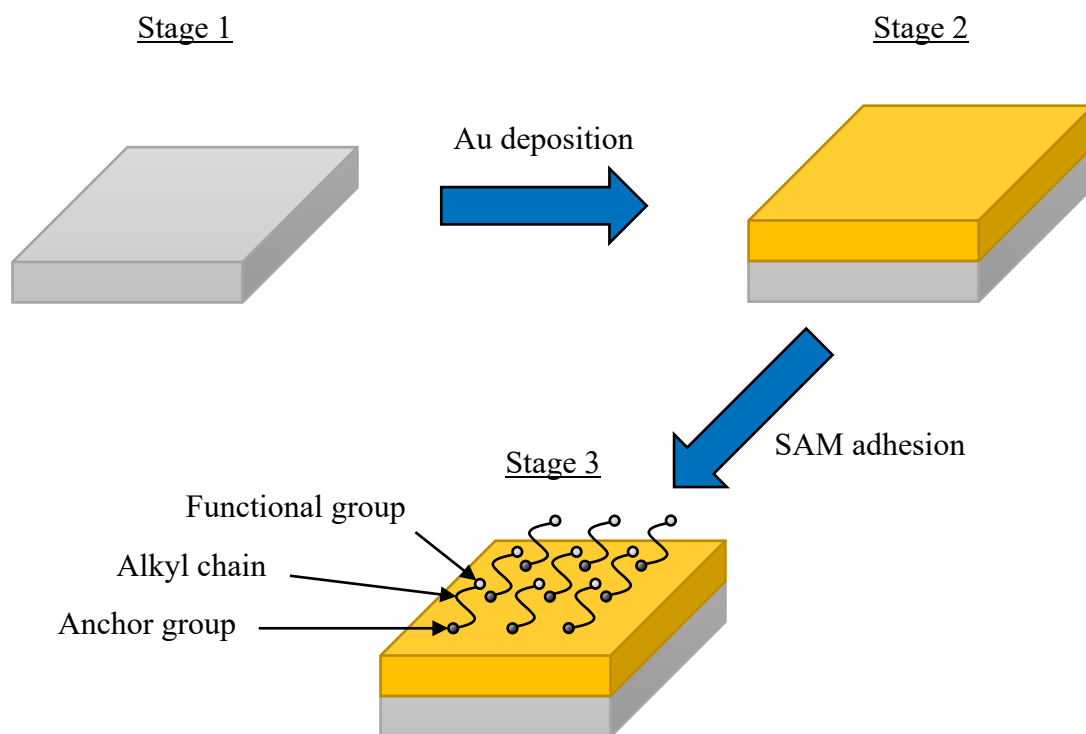 Stage 1
Stage 2
Au deposition
SAM adhesion
Stage 3
Functional group
Alkyl chain
Anchor group